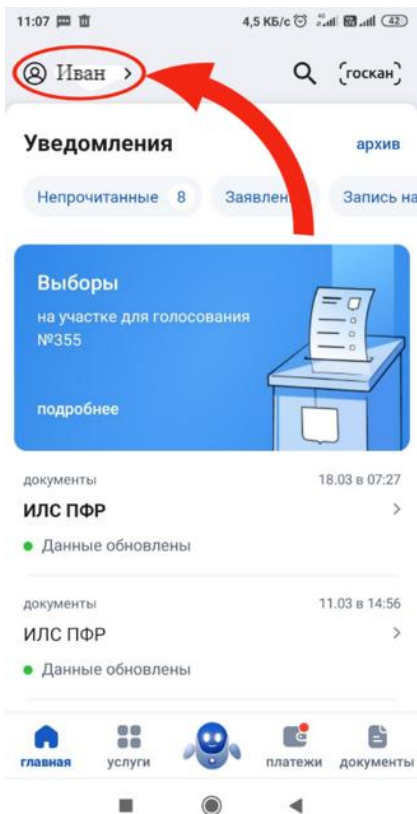 11:07 4,5 КБ/с 42
Иван > госкан
Уведомления архив
Непрочитанные 8 Запись на
Выборы
на участке для голосования
№355
подробнее
документы 18.03 в 07:27
ИЛС ПФР >
Данные обновлены
документы 11.03 в 14:56
ИЛС ПФР >
Данные обновлены
главная услуги платежи документы